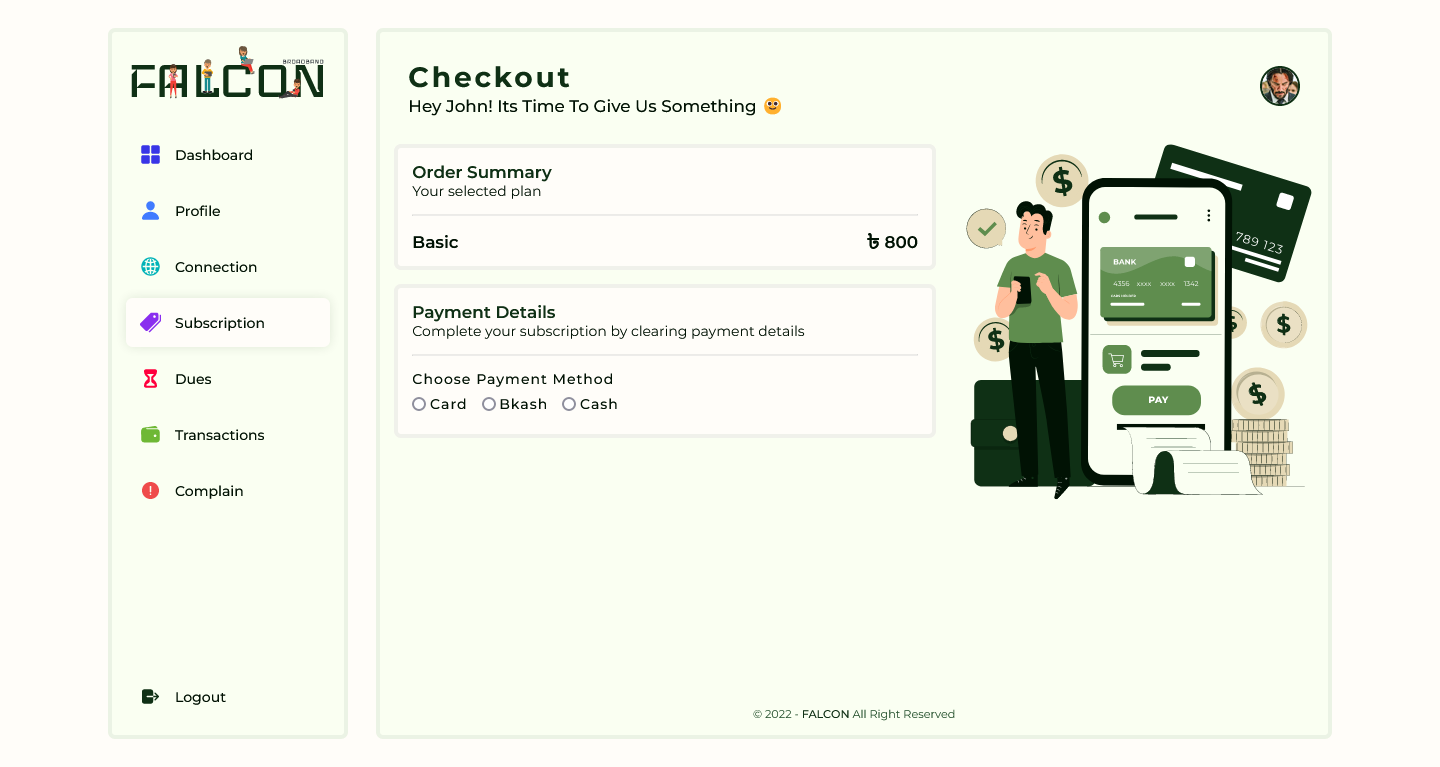 FALCON
BROADBAND
Dashboard
Profile
Connection
Subscription
Dues
Transactions
Complain
Logout
Checkout
Hey John! Its Time To Give Us Something
Order Summary
Your selected plan
Basic ৳ 800
Payment Details
Complete your subscription by clearing payment details
Choose Payment Method
Card Bkash Cash
789 123
BANK
4356 xxxx xxxx 1342
PAY
© 2022 - FALCON All Right Reserved